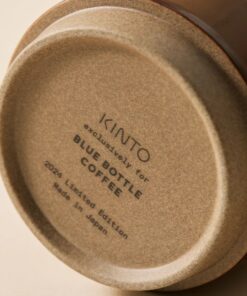 KINTO
exclusively for
BLUE BOTTLE
COFFEE
2024 Limited Edition
Made in Japan